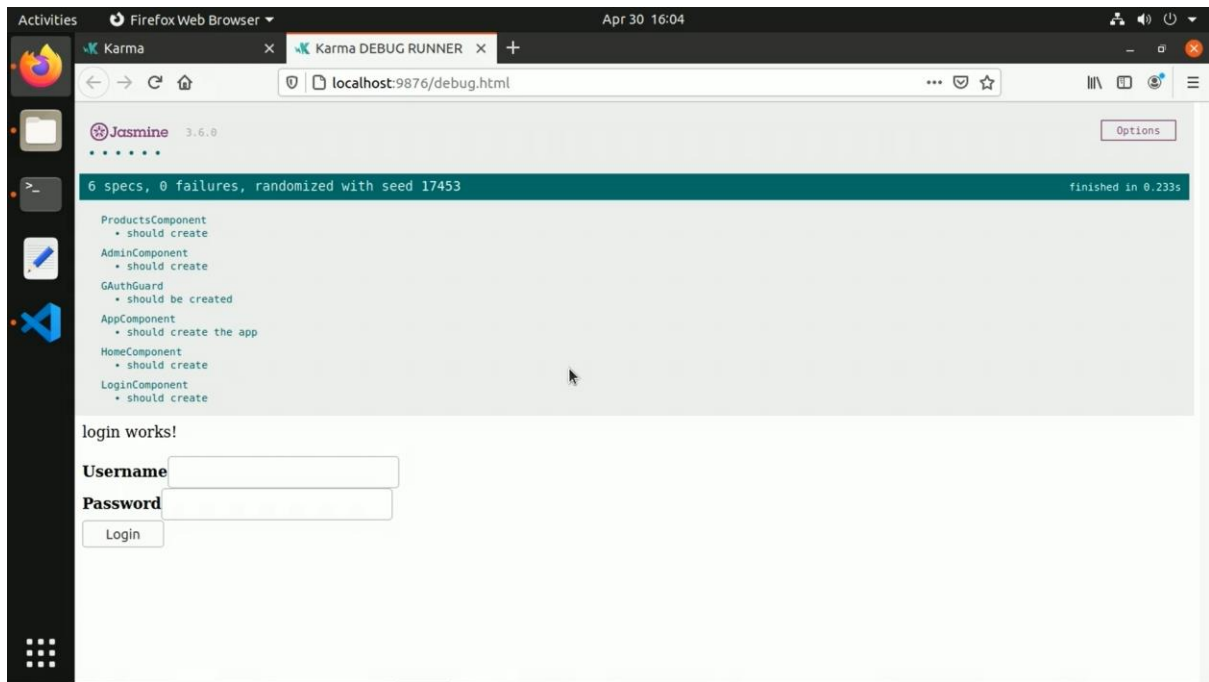 Activities Firefox Web Browser Apr 30 16:04
Karma Karma DEBUG RUNNER
localhost:9876/debug.html
Jasmine 3.6.0 Options
6 specs, 0 failures, randomized with seed 17453 finished in 0.233s
ProductsComponent
• should create
AdminComponent
• should create
GAuthGuard
• should be created
AppComponent
• should create the app
HomeComponent
• should create
LoginComponent
• should create
login works!
Username
Password
Login